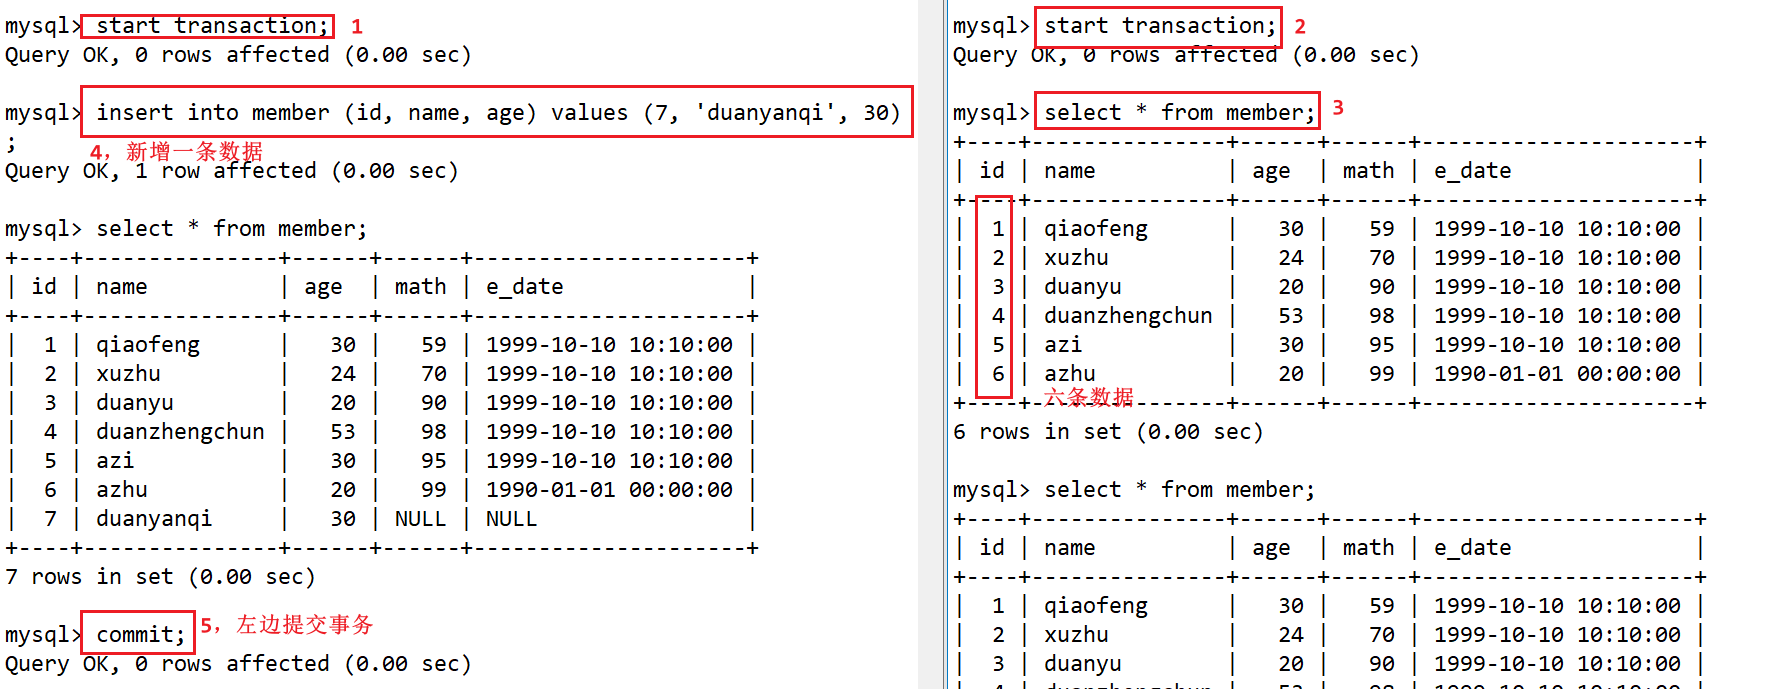 mysql> start transaction; 1
Query OK, 0 rows affected (0.00 sec)
mysql> insert into member (id, name, age) values (7, 'duanyanqi', 30)
;
4，新增一条数据
Query OK, 1 row affected (0.00 sec)
mysql> select * from member;
+----+---------------+------+------+---------------------+
| id | name          | age  | math | e_date              |
+----+---------------+------+------+---------------------+
|  1 | qiaofeng      |   30 |   59 | 1999-10-10 10:10:00 |
|  2 | xuzhu         |   24 |   70 | 1999-10-10 10:10:00 |
|  3 | duanyu        |   20 |   90 | 1999-10-10 10:10:00 |
|  4 | duanzhengchun |   53 |   98 | 1999-10-10 10:10:00 |
|  5 | azi           |   30 |   95 | 1999-10-10 10:10:00 |
|  6 | azhu          |   20 |   99 | 1990-01-01 00:00:00 |
|  7 | duanyanqi     |   30 | NULL | NULL                |
+----+---------------+------+------+---------------------+
7 rows in set (0.00 sec)
mysql> commit; 5，左边提交事务
Query OK, 0 rows affected (0.00 sec)
mysql> start transaction; 2
Query OK, 0 rows affected (0.00 sec)
mysql> select * from member; 3
+----+---------------+------+------+---------------------+
| id | name          | age  | math | e_date              |
+----+---------------+------+------+---------------------+
|  1 | qiaofeng      |   30 |   59 | 1999-10-10 10:10:00 |
|  2 | xuzhu         |   24 |   70 | 1999-10-10 10:10:00 |
|  3 | duanyu        |   20 |   90 | 1999-10-10 10:10:00 |
|  4 | duanzhengchun |   53 |   98 | 1999-10-10 10:10:00 |
|  5 | azi           |   30 |   95 | 1999-10-10 10:10:00 |
|  6 | azhu          |   20 |   99 | 1990-01-01 00:00:00 |
+----+---------------+------+------+---------------------+
六条数据
6 rows in set (0.00 sec)
mysql> select * from member;
+----+---------------+------+------+---------------------+
| id | name          | age  | math | e_date              |
+----+---------------+------+------+---------------------+
|  1 | qiaofeng      |   30 |   59 | 1999-10-10 10:10:00 |
|  2 | xuzhu         |   24 |   70 | 1999-10-10 10:10:00 |
|  3 | duanyu        |   20 |   90 | 1999-10-10 10:10:00 |